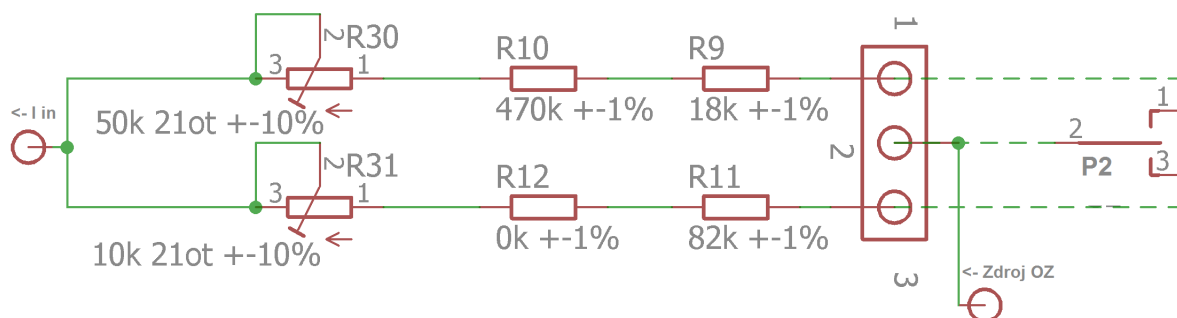 1
2
R30
R10
R9
3
1
<- I in
50k 21ot +-10%
470k +-1%
18k +-1%
1
2
2
P2
3
2
R31
R12
R11
3
1
10k 21ot +-10%
0k +-1%
82k +-1%
3
<- Zdroj OZ